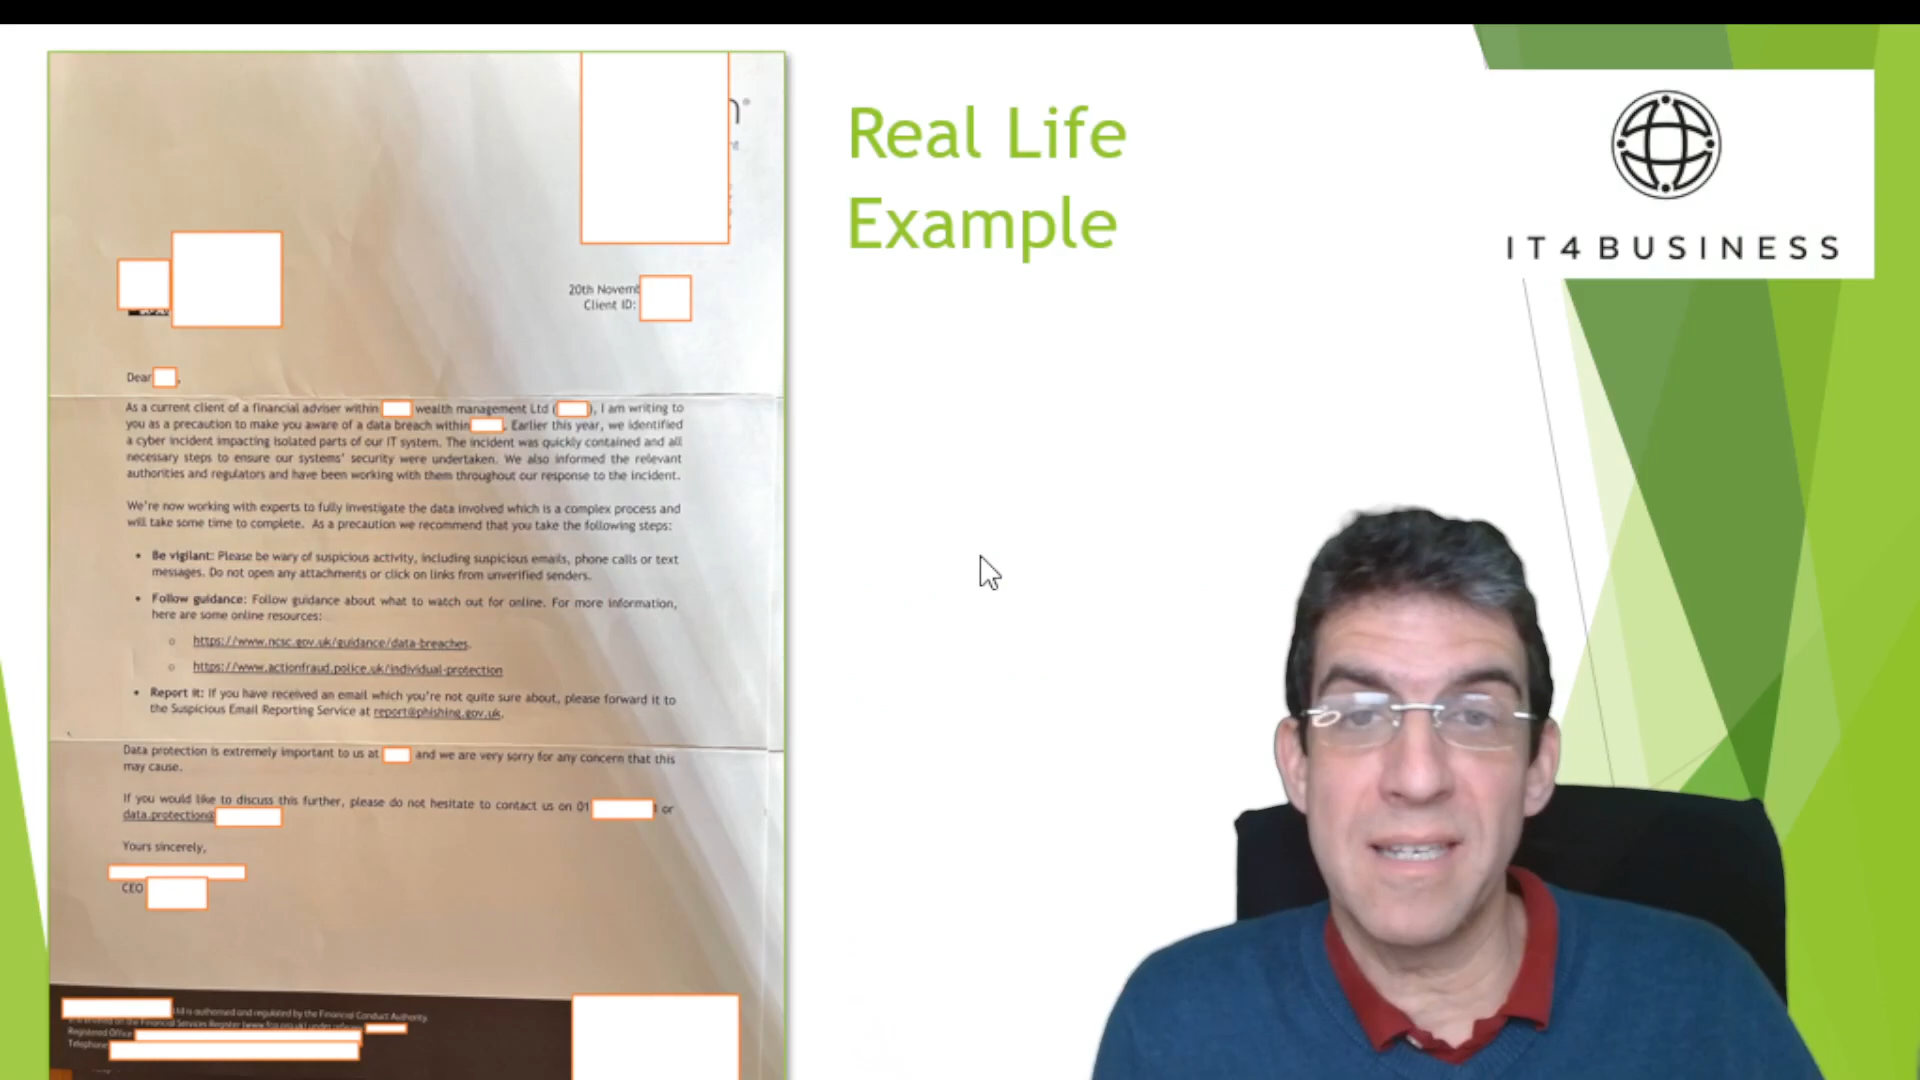 20th Novemb
Client ID:
Dear ,
As a current client of a financial adviser within wealth management Ltd ( ), I am writing to
you as a precaution to make you aware of a data breach within . Earlier this year, we identified
a cyber incident impacting isolated parts of our IT system. The incident was quickly contained and all
necessary steps to ensure our systems' security were undertaken. We also informed the relevant
authorities and regulators and have been working with them throughout our response to the incident.
We're now working with experts to fully investigate the data involved which is a complex process and
will take some time to complete. As a precaution we recommend that you take the following steps:
• Be vigilant: Please be wary of suspicious activity, including suspicious emails, phone calls or text
messages. Do not open any attachments or click on links from unverified senders.
• Follow guidance: Follow guidance about what to watch out for online. For more information,
here are some online resources:
o https://www.ncsc.gov.uk/guidance/data-breaches.
o https://www.actionfraud.police.uk/individual-protection
• Report it: If you have received an email which you're not quite sure about, please forward it to
the Suspicious Email Reporting Service at report@phishing.gov.uk.
Data protection is extremely important to us at and we are very sorry for any concern that this
may cause.
If you would like to discuss this further, please do not hesitate to contact us on 01 or
data.protection@
Yours sincerely,
CEO
Ltd is authorised and regulated by the Financial Conduct Authority.
on the Financial Services Register (www.fca.org.uk) under reference
Registered Office
Telephone
Real Life
Example
IT4BUSINESS